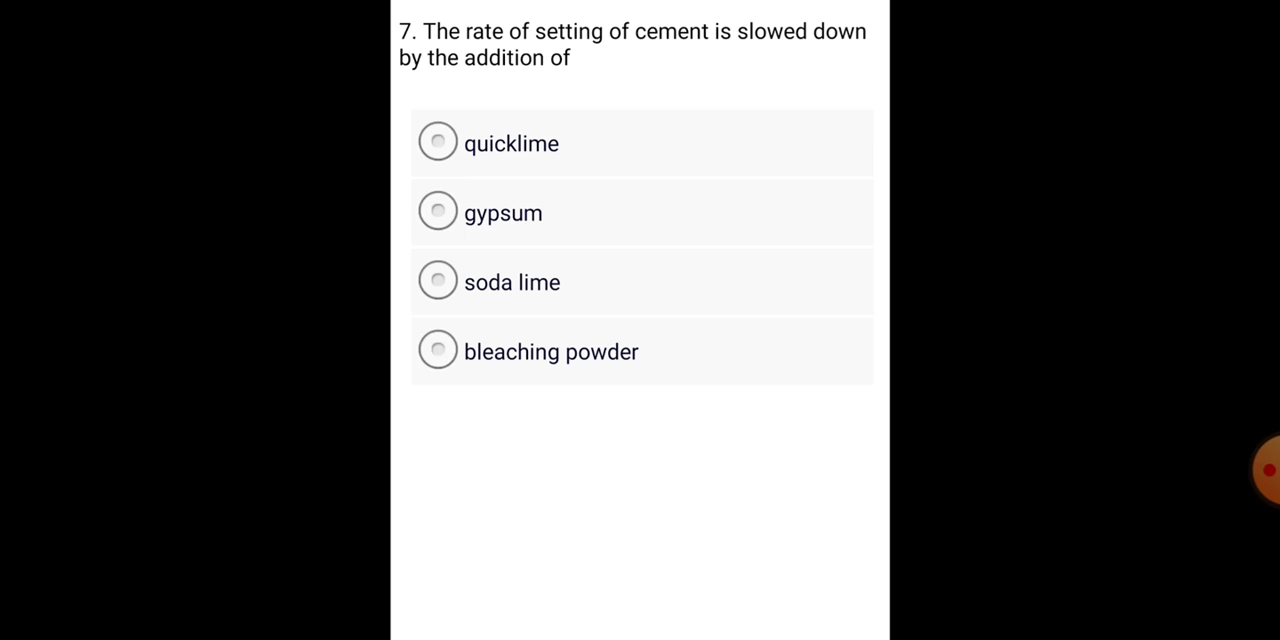 7. The rate of setting of cement is slowed down
by the addition of
quicklime
gypsum
soda lime
bleaching powder